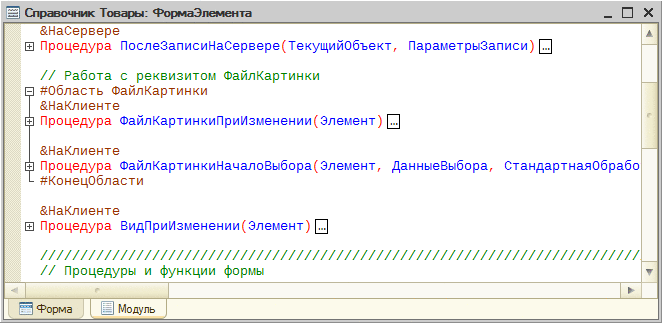 Справочник Товары: ФормаЭлемента
&НаСервере
Процедура ПослеЗаписиНаСервере(ТекущийОбъект, ПараметрыЗаписи)...
// Работа с реквизитом ФайлКартинки
#Область ФайлКартинки
&НаКлиенте
Процедура ФайлКартинкиПриИзменении(Элемент)...
&НаКлиенте
Процедура ФайлКартинкиНачалоВыбора(Элемент, ДанныеВыбора, СтандартнаяОбрабо
#КонецОбласти
&НаКлиенте
Процедура ВидПриИзменении(Элемент)...
///////////////////////////////////////////////////////////////////////////
// Процедуры и функции формы
Форма
Модуль